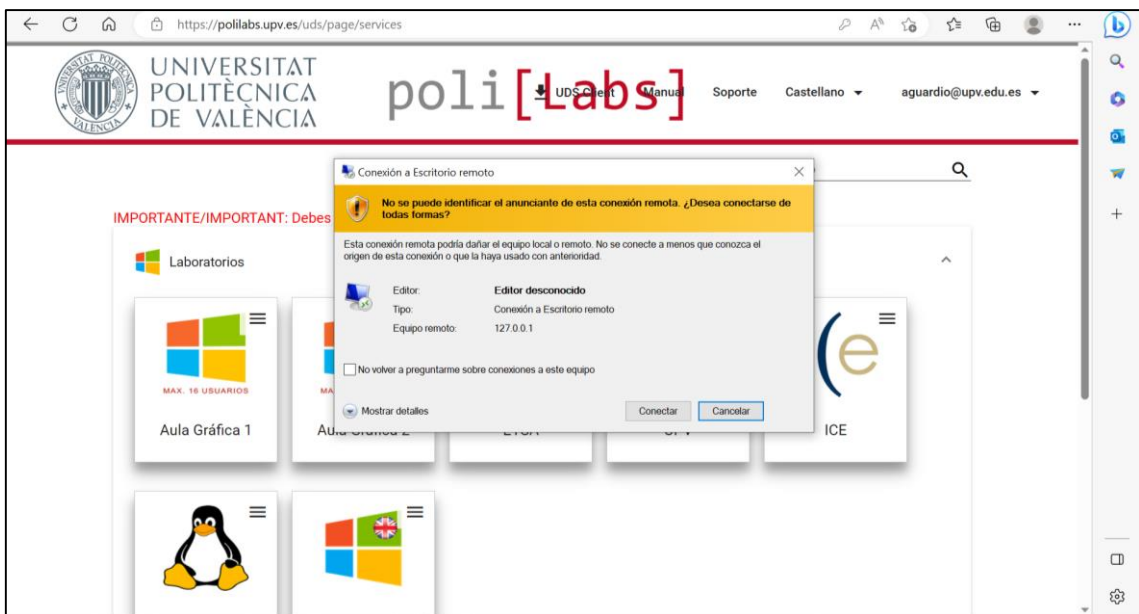 https://polilabs.upv.es/uds/page/services
UNIVERSITAT
POLITÈCNICA
DE VALÈNCIA
poli[Labs]
UDS Client
Manual
Soporte
Castellano
aguardio@upv.edu.es
Conexión a Escritorio remoto
No se puede identificar el anunciante de esta conexión remota. ¿Desea conectarse de
todas formas?
IMPORTANTE/IMPORTANT: Debes
Esta conexión remota podría dañar el equipo local o remoto. No se conecte a menos que conozca el
origen de esta conexión o que la haya usado con anterioridad.
Laboratorios
Editor: Editor desconocido
Tipo: Conexión a Escritorio remoto
Equipo remoto: 127.0.0.1
No volver a preguntarme sobre conexiones a este equipo
Mostrar detalles
Conectar
Cancelar
MAX. 16 USUARIOS
Aula Gráfica 1
ICE